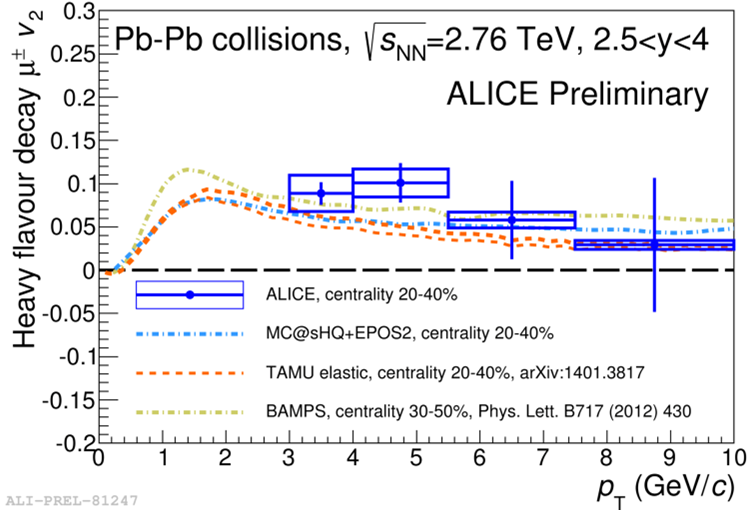 0.3
Pb-Pb collisions, √sNN=2.76 TeV, 2.5<y<4
ALICE Preliminary
0.25
0.2
0.15
0.1
0.05
0
-0.05
-0.1
-0.15
-0.2
Heavy flavour decay μ± v2
ALICE, centrality 20-40%
MC@sHQ+EPOS2, centrality 20-40%
TAMU elastic, centrality 20-40%, arXiv:1401.3817
BAMPS, centrality 30-50%, Phys. Lett. B717 (2012) 430
0 1 2 3 4 5 6 7 8 9 10
pT (GeV/c)
ALI-PREL-81247